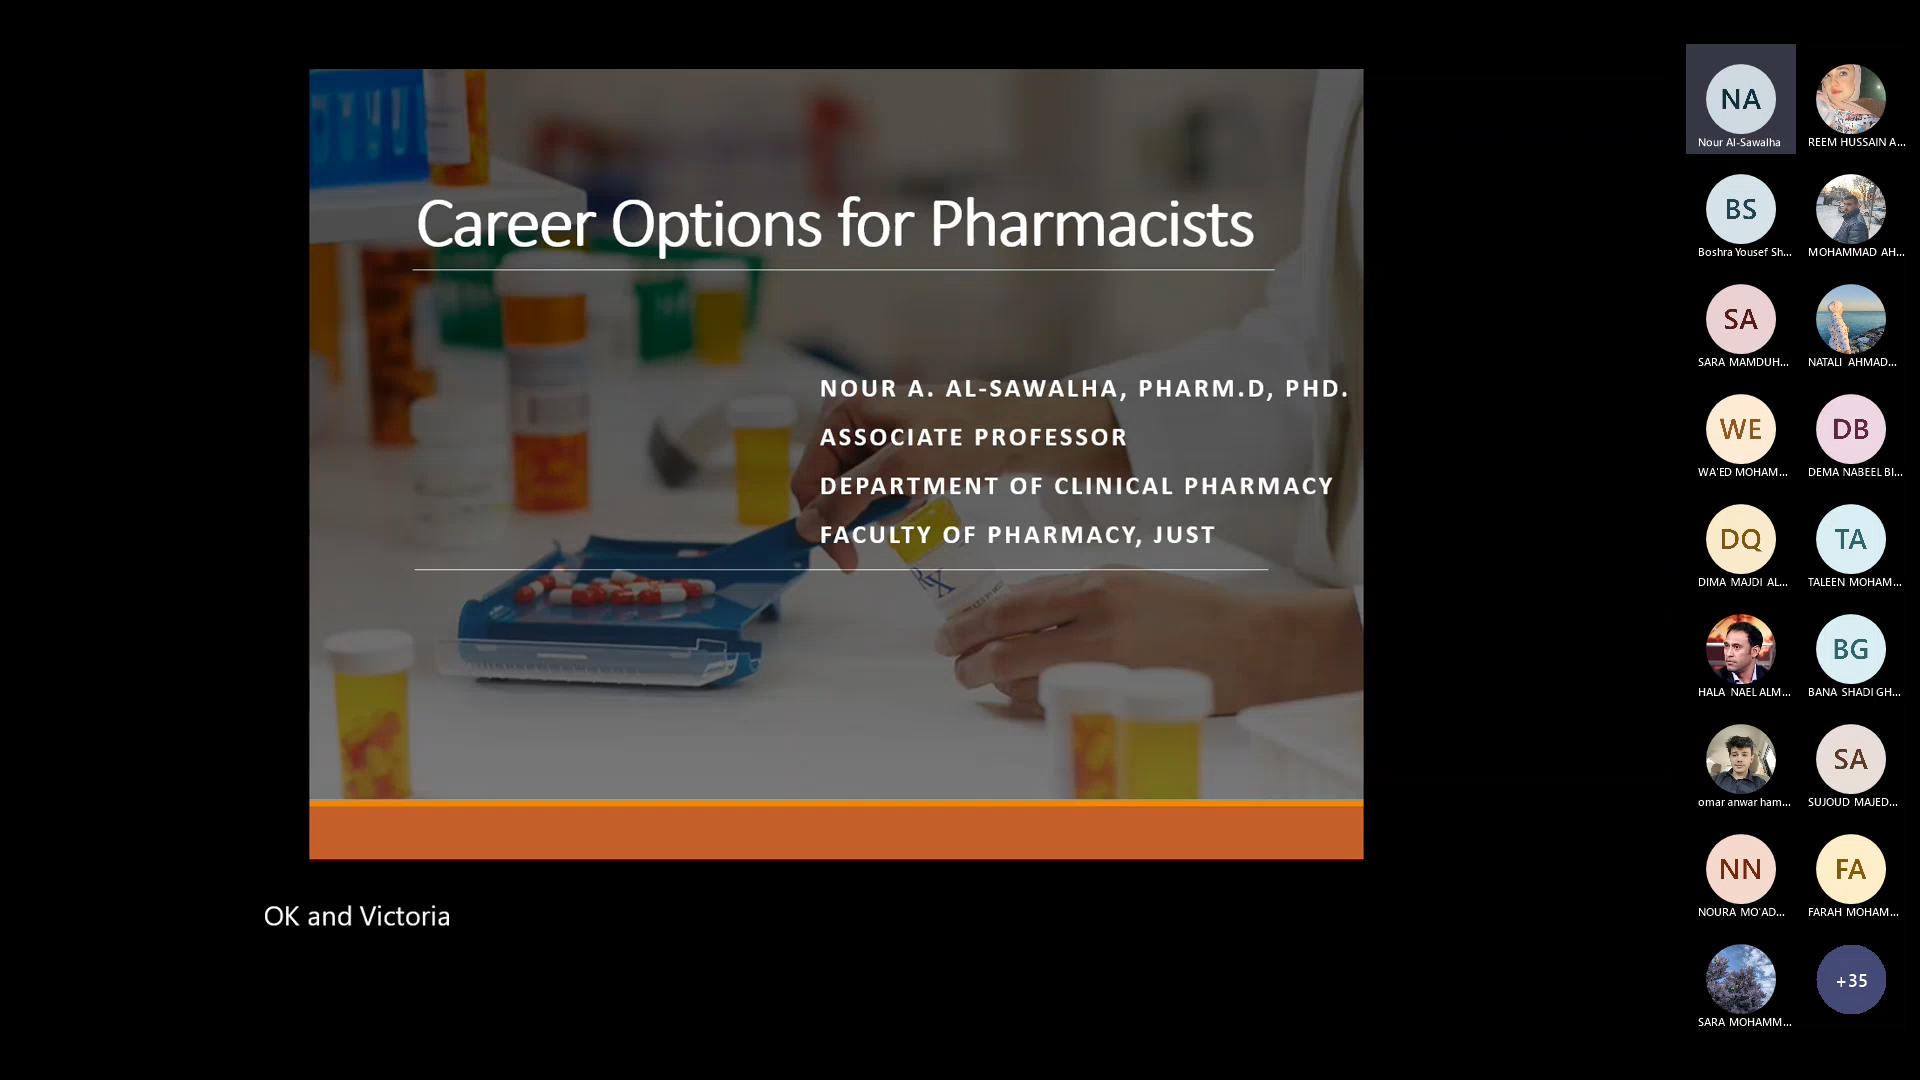 Career Options for Pharmacists
NOUR A. AL-SAWALHA, PHARM.D, PHD.
ASSOCIATE PROFESSOR
DEPARTMENT OF CLINICAL PHARMACY
FACULTY OF PHARMACY, JUST
RX
OK and Victoria
NA
Nour Al-Sawalha
REEM HUSSAIN A...
BS
Boshra Yousef Sh...
MOHAMMAD AH...
SA
SARA MAMDUH...
NATALI AHMAD...
WE
WA'ED MOHAM...
DB
DEMA NABEEL BI...
DQ
DIMA MAJDI AL...
TA
TALEEN MOHAM...
HALA NAEL ALM...
BG
BANA SHADI GH...
omar anwar ham...
SA
SUJOUD MAJED...
NN
NOURA MO'AD...
FA
FARAH MOHAM...
SARA MOHAMM...
+35